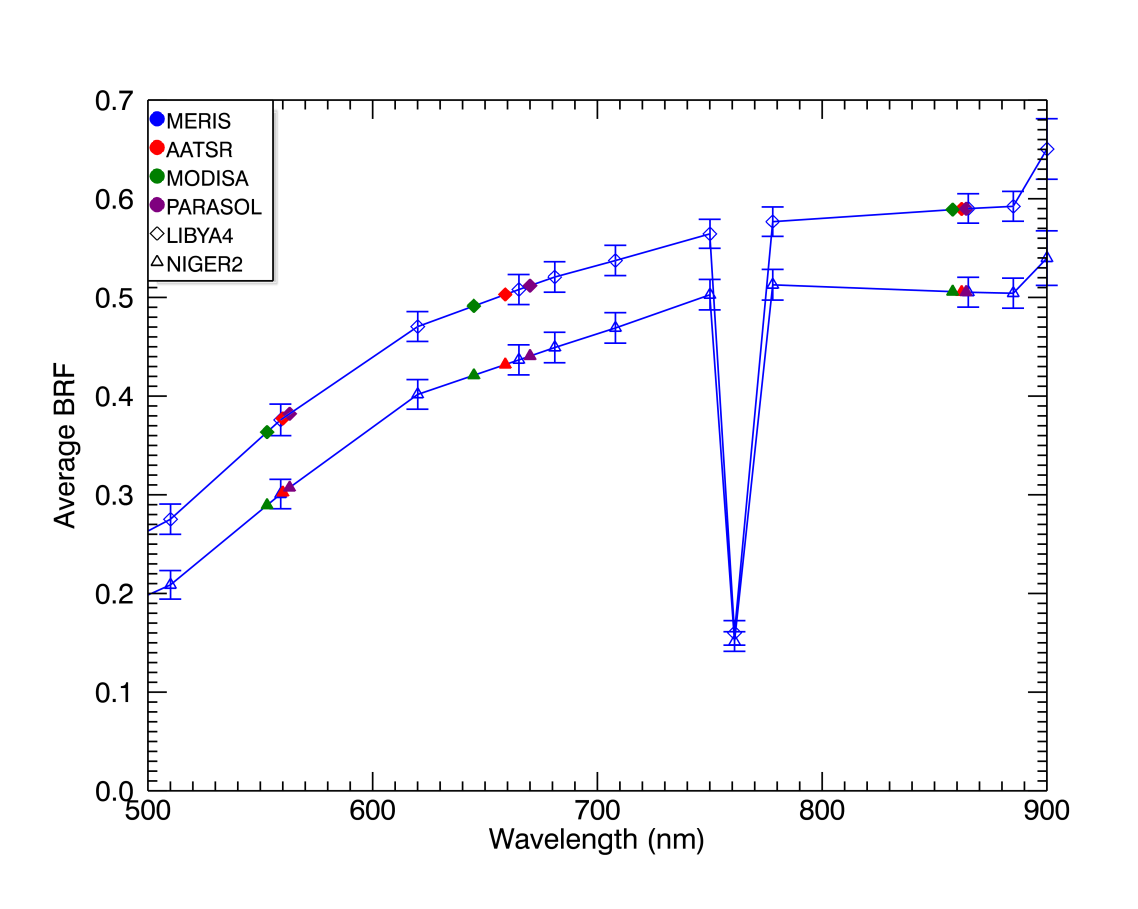 0.7
0.6
0.5
0.4
0.3
0.2
0.1
0.0
Average BRF
MERIS
AATSR
MODISA
PARASOL
LIBYA4
NIGER2
500 600 700 800 900
Wavelength (nm)